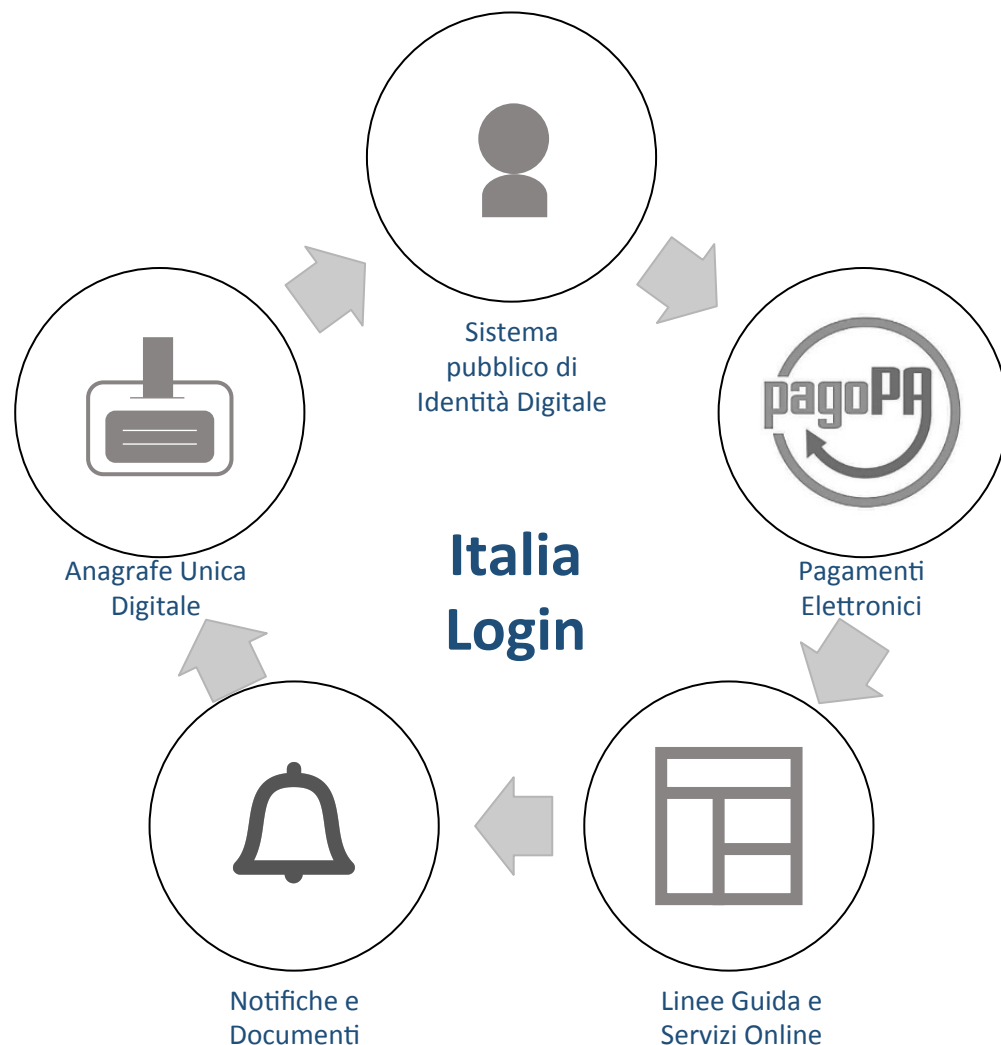 Sistema
pubblico di
Identità Digitale
pagoPA
Anagrafe Unica
Digitale
Italia
Login
Pagamenti
Elettronici
Notifiche e
Documenti
Linee Guida e
Servizi Online